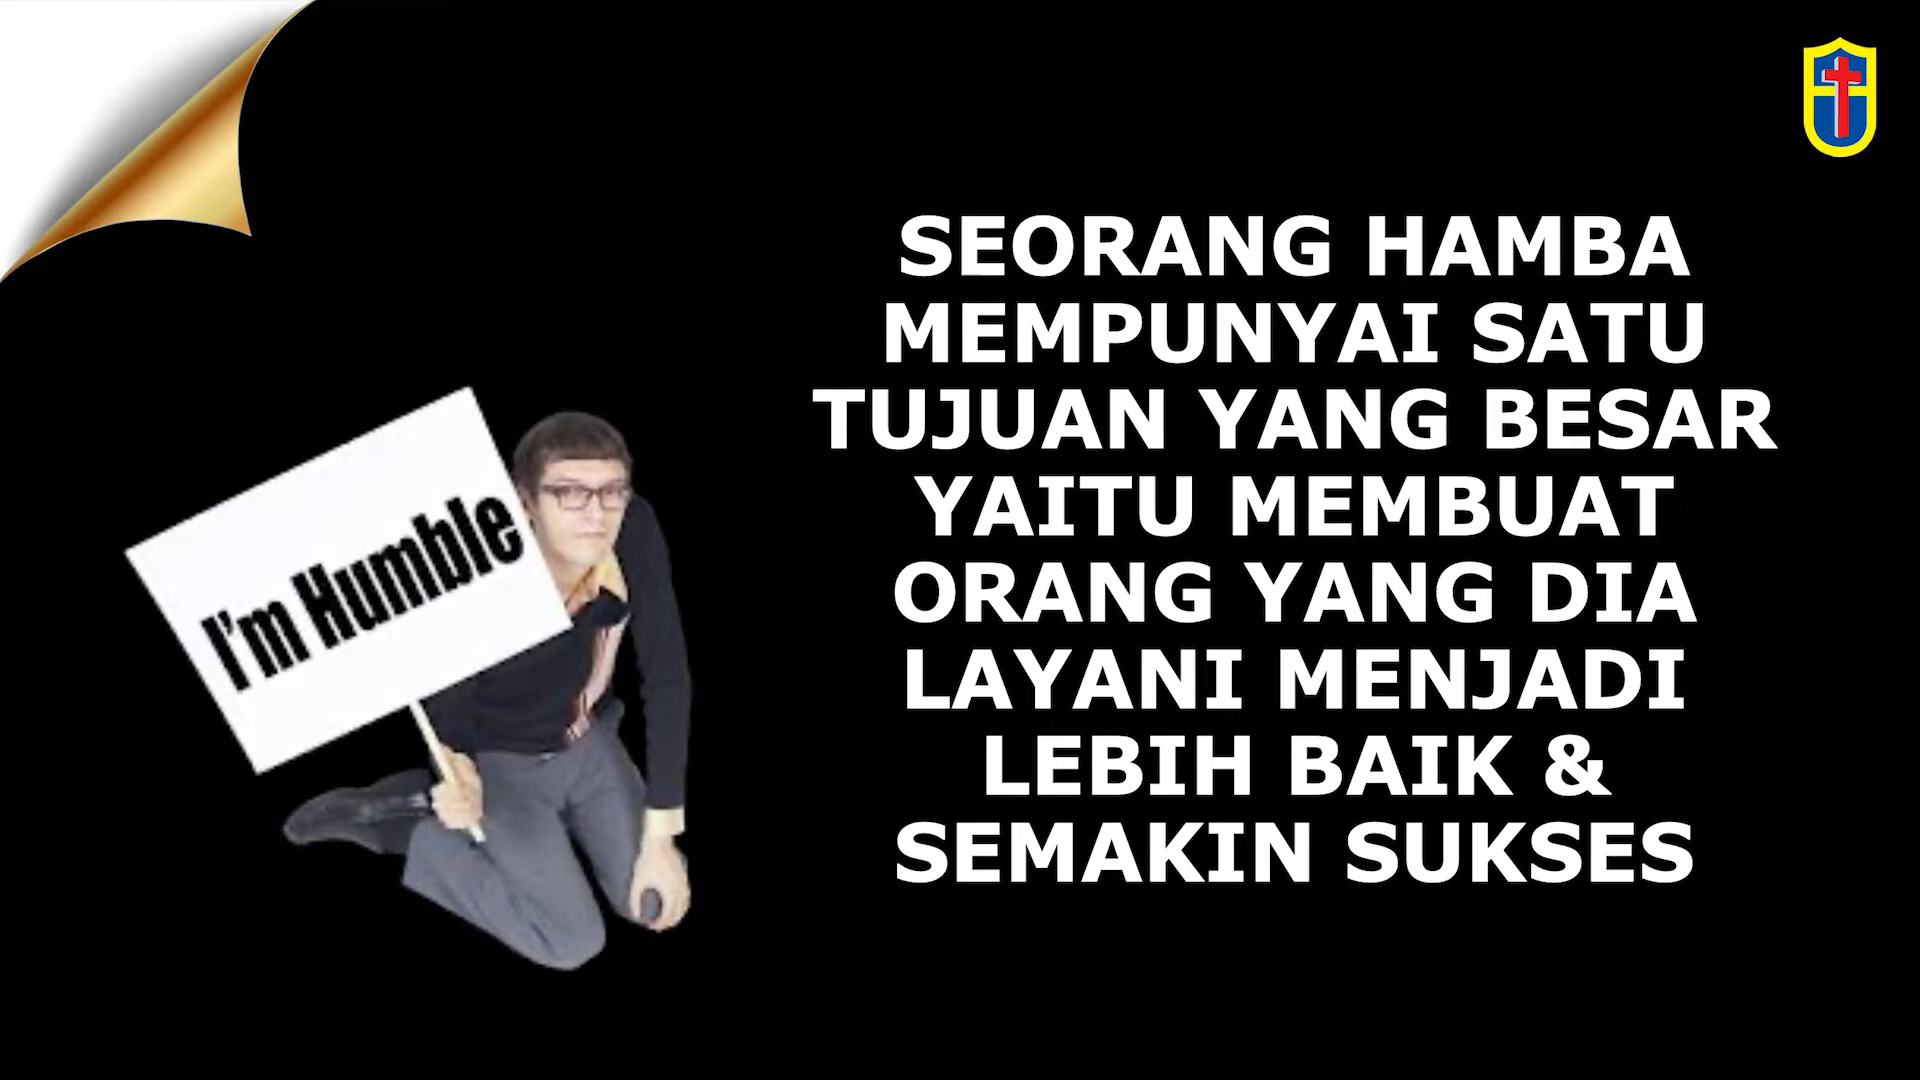 I'm Humble
SEORANG HAMBA
MEMPUNYAI SATU
TUJUAN YANG BESAR
YAITU MEMBUAT
ORANG YANG DIA
LAYANI MENJADI
LEBIH BAIK &
SEMAKIN SUKSES